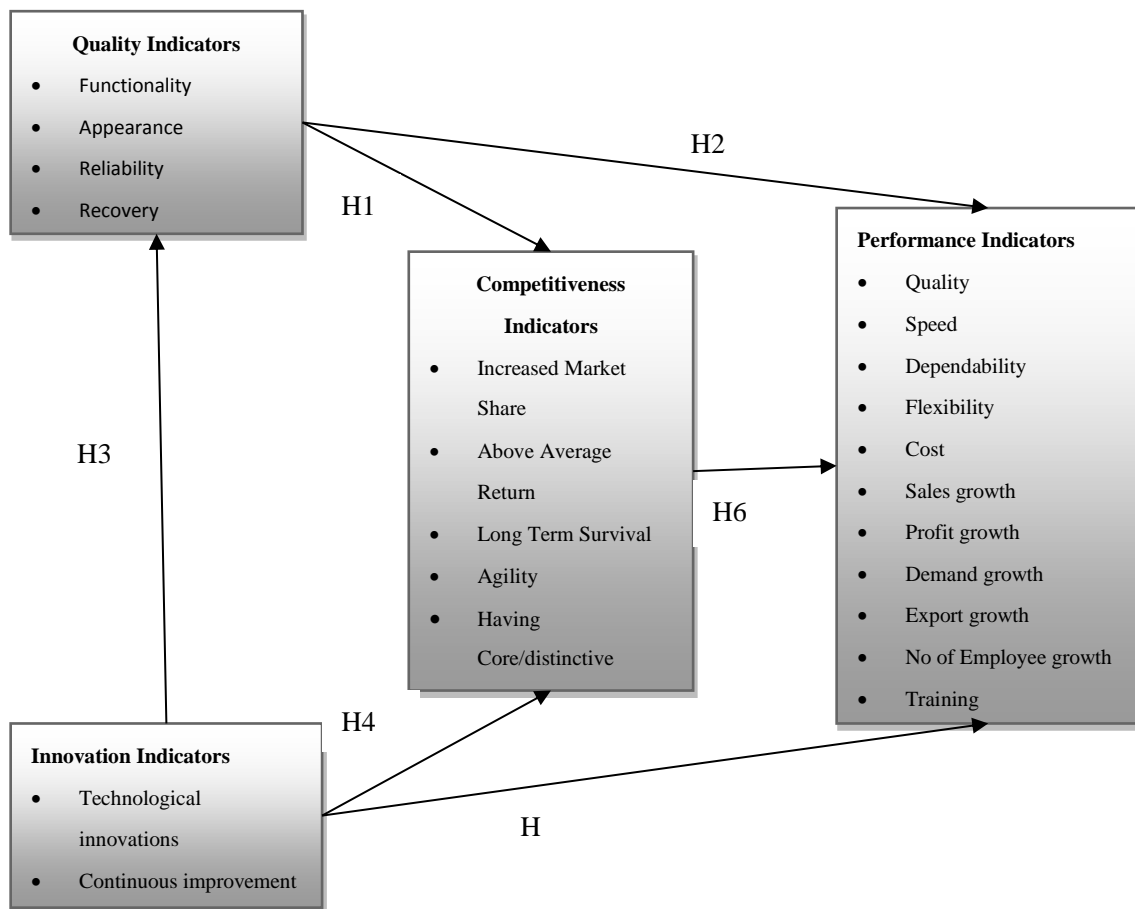 Quality Indicators
• Functionality
• Appearance
• Reliability
• Recovery
H1
H2
H3
Competitiveness
Indicators
• Increased Market
Share
• Above Average
Return
• Long Term Survival
• Agility
• Having
Core/distinctive
H6
Performance Indicators
• Quality
• Speed
• Dependability
• Flexibility
• Cost
• Sales growth
• Profit growth
• Demand growth
• Export growth
• No of Employee growth
• Training
H4
H
Innovation Indicators
• Technological
innovations
• Continuous improvement